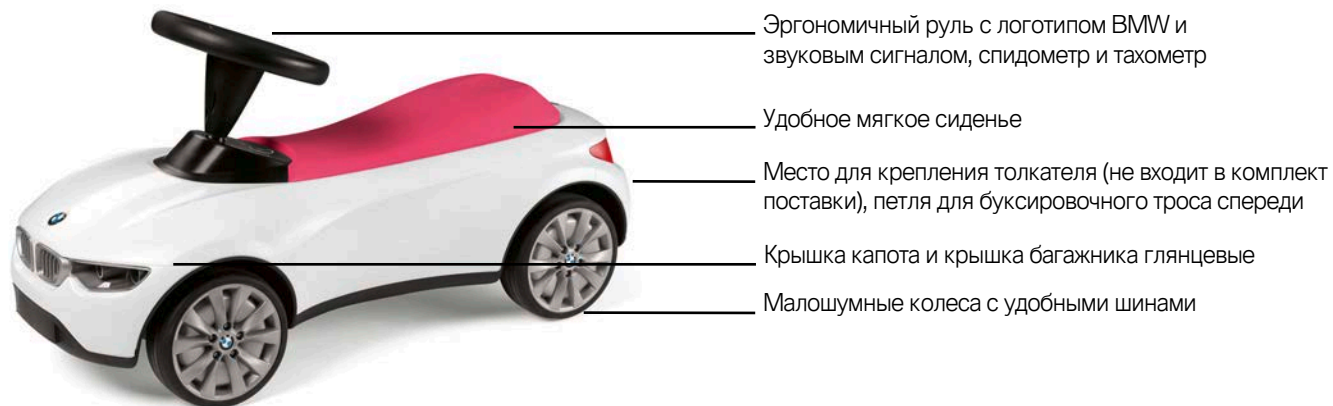 Эргономичный руль с логотипом BMW и
звуковым сигналом, спидометр и тахометр
Удобное мягкое сиденье
Место для крепления толкателя (не входит в комплект
поставки), петля для буксировочного троса спереди
Крышка капота и крышка багажника глянцевые
Малошумные колеса с удобными шинами